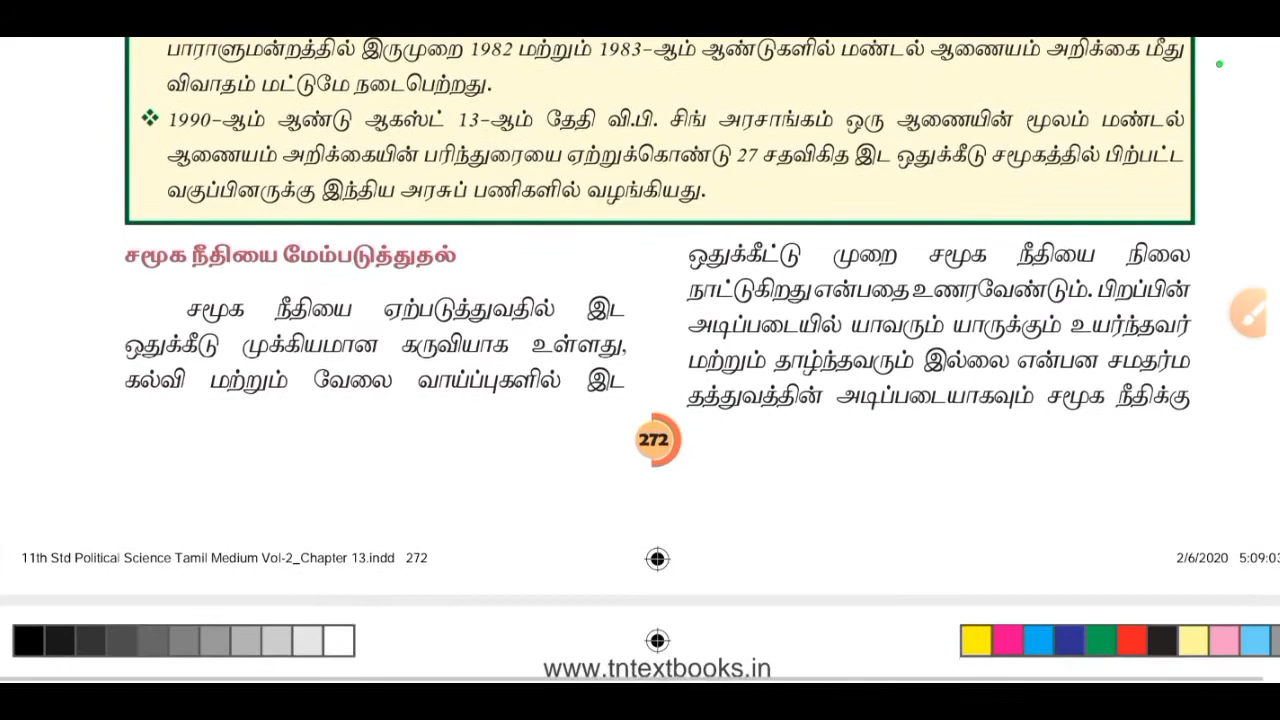 பாராளுமன்றத்தில் இருமுறை 1982 மற்றும் 1983-ஆம் ஆண்டுகளில் மண்டல் ஆணையம் அறிக்கை மீது
விவாதம் மட்டுமே நடைபெற்றது.
❖ 1990-ஆம் ஆண்டு ஆகஸ்ட் 13-ஆம் தேதி வி.பி. சிங் அரசாங்கம் ஒரு ஆணையின் மூலம் மண்டல்
ஆணையம் அறிக்கையின் பரிந்துரையை ஏற்றுக்கொண்டு 27 சதவிகித இட ஒதுக்கீடு சமூகத்தில் பிற்பட்ட
வகுப்பினருக்கு இந்திய அரசுப் பணிகளில் வழங்கியது.
சமூக நீதியை மேம்படுத்துதல்
சமூக நீதியை ஏற்படுத்துவதில் இட
ஒதுக்கீடு முக்கியமான கருவியாக உள்ளது,
கல்வி மற்றும் வேலை வாய்ப்புகளில் இட
ஒதுக்கீட்டு முறை சமூக நீதியை நிலை
நாட்டுகிறது என்பதை உணரவேண்டும். பிறப்பின்
அடிப்படையில் யாவரும் யாருக்கும் உயர்ந்தவர்
மற்றும் தாழ்ந்தவரும் இல்லை என்பன சமதர்ம
தத்துவத்தின் அடிப்படையாகவும் சமூக நீதிக்கு
272
11th Std Political Science Tamil Medium Vol-2_Chapter 13.indd 272
2/6/2020 5:09:03
www.tntextbooks.in